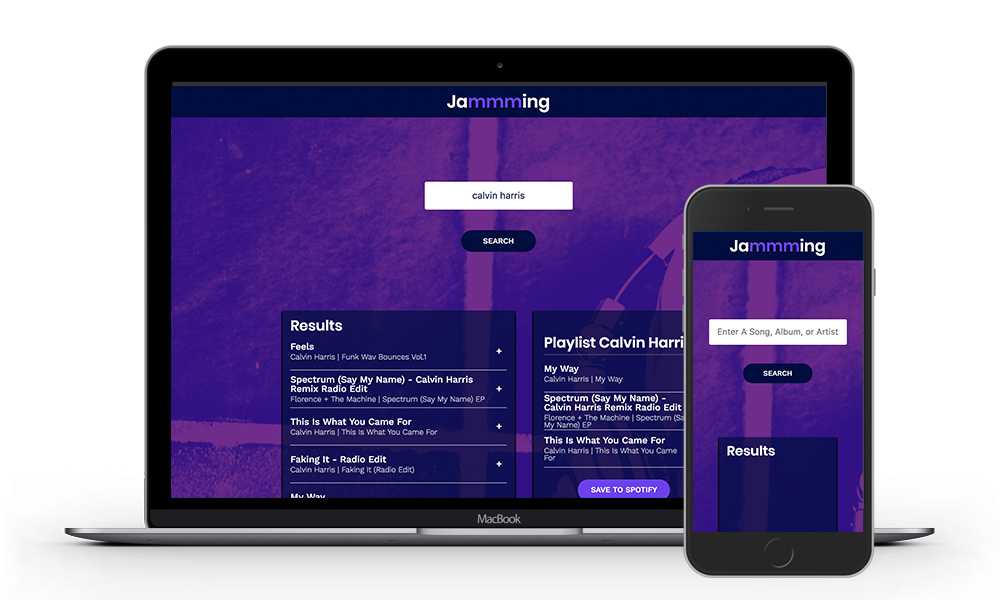 Jammming
calvin harris
SEARCH
Results
Feels
Calvin Harris | Funk Wav Bounces Vol.1
+
Spectrum (Say My Name) - Calvin Harris
Remix Radio Edit
Florence + The Machine | Spectrum (Say My Name) EP
+
This Is What You Came For
Calvin Harris | This Is What You Came For
+
Faking It - Radio Edit
Calvin Harris | Faking It (Radio Edit)
+
My Way
Playlist Calvin Harri
My Way
Calvin Harris | My Way
Spectrum (Say My Name) -
Calvin Harris Remix Radio Edit
Florence + The Machine | Spectrum (Sa
My Name) EP
This Is What You Came For
Calvin Harris | This Is What You Came
For
SAVE TO SPOTIFY
MacBook
Jammming
Enter A Song, Album, or Artist
SEARCH
Results